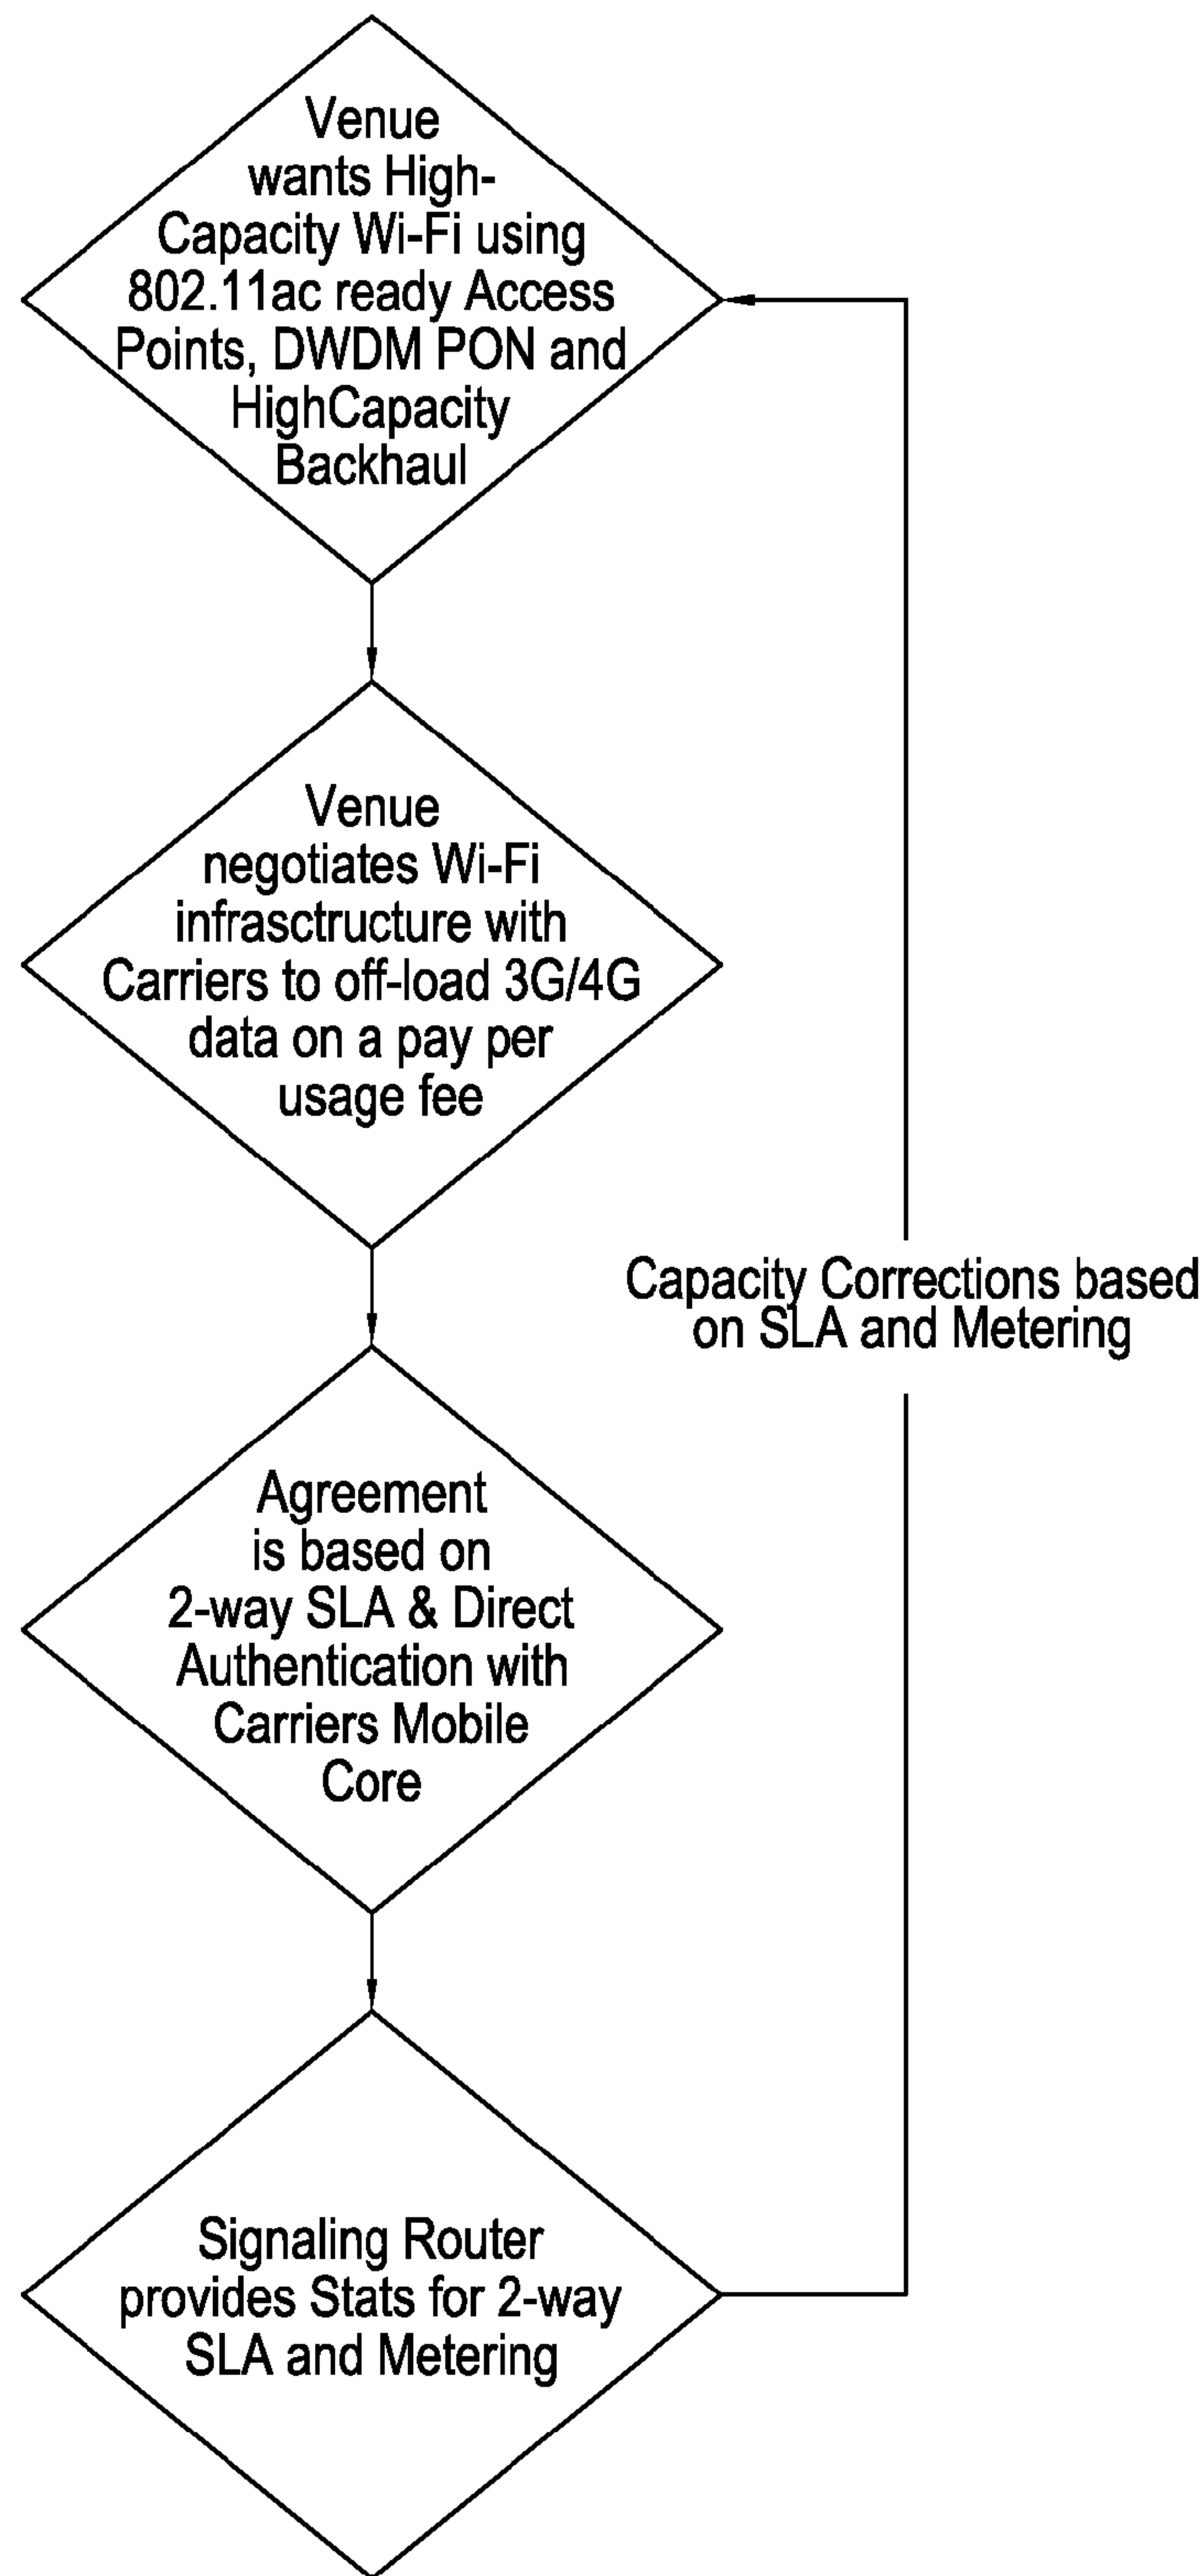 Venue
wants High-
Capacity Wi-Fi using
802.11ac ready Access
Points, DWDM PON and
HighCapacity
Backhaul
Venue
negotiates Wi-Fi
infrasctructure with
Carriers to off-load 3G/4G
data on a pay per
usage fee
Capacity Corrections based
on SLA and Metering
Agreement
is based on
2-way SLA & Direct
Authentication with
Carriers Mobile
Core
Signaling Router
provides Stats for 2-way
SLA and Metering